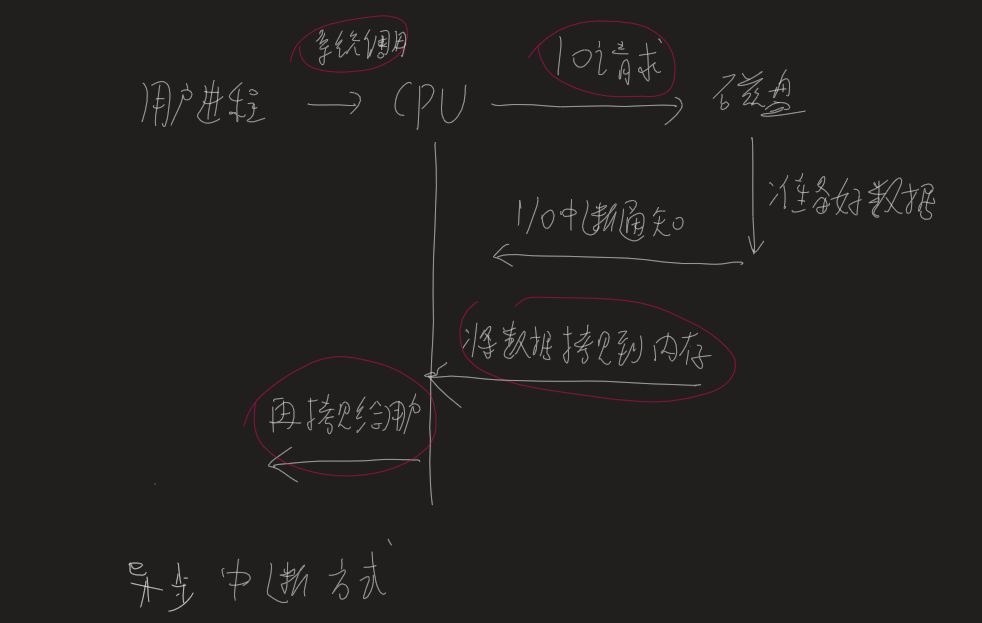 系统调用
IO请求
用户进程
CPU
磁盘
准备好数据
I/O中断通知
将数据拷贝到内存
再拷贝给用户
异步中断方式